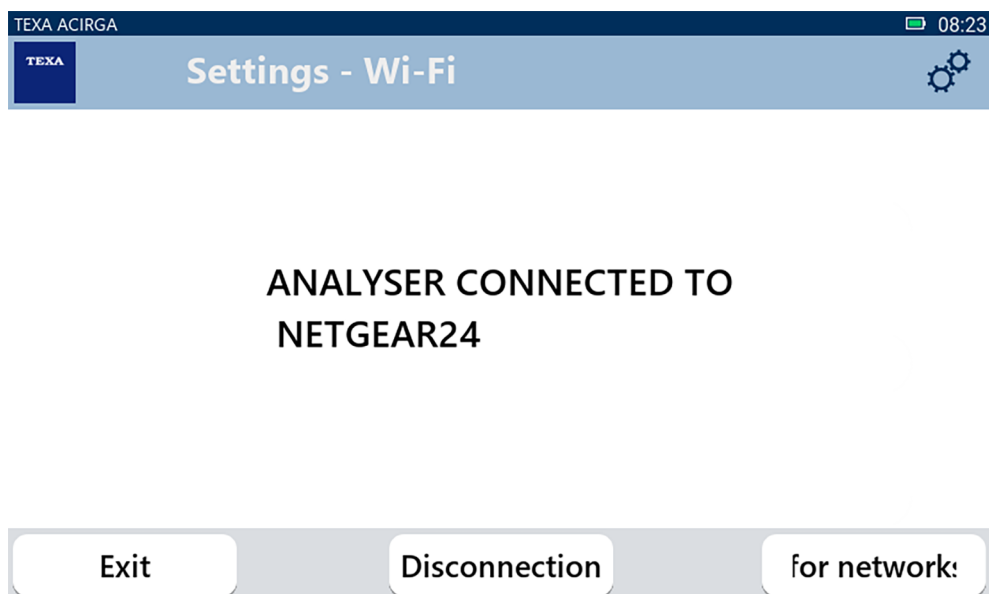 TEXA ACIRGA 08:23
TEXA Settings - Wi-Fi
ANALYSER CONNECTED TO
NETGEAR24
Exit Disconnection for networks